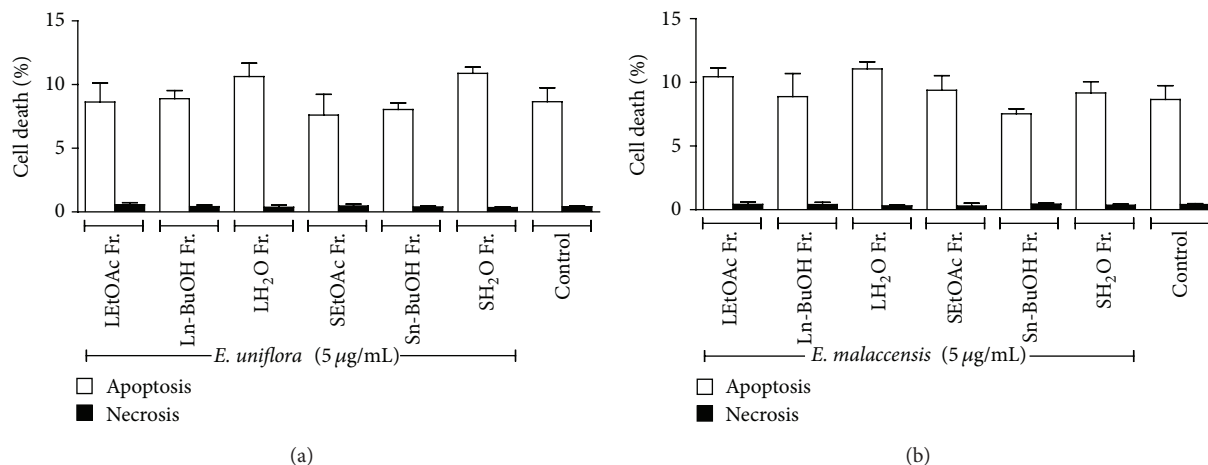 15
10
5
0
Cell death (%)
LEtOAc Fr.
Ln-BuOH Fr.
LH₂O Fr.
SEtOAc Fr.
Sn-BuOH Fr.
SH₂O Fr.
Control
E. uniflora (5 μg/mL)
Apoptosis
Necrosis
(a)
15
10
5
0
Cell death (%)
LEtOAc Fr.
Ln-BuOH Fr.
LH₂O Fr.
SEtOAc Fr.
Sn-BuOH Fr.
SH₂O Fr.
Control
E. malaccensis (5 μg/mL)
Apoptosis
Necrosis
(b)